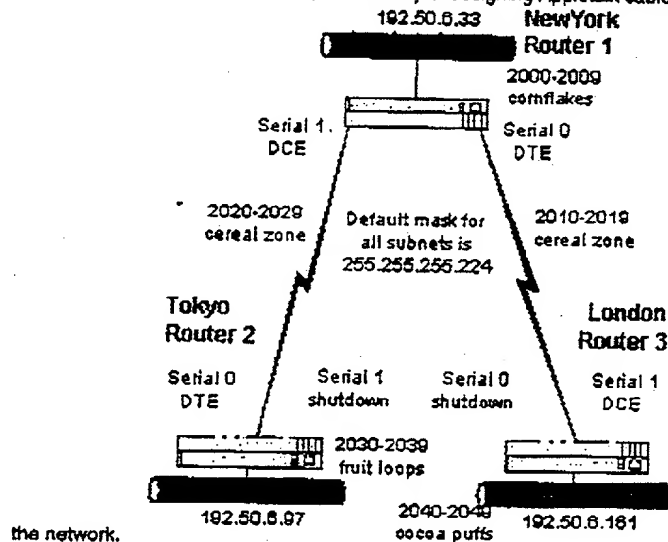 192.50.6.33
NewYork
Router 1
2000-2009
cornflakes
Serial 1.
DCE
Serial 0
DTE
2020-2029
cereal zone
Default mask for
all subnets is
255.255.255.224
2010-2019
cereal zone
Tokyo
Router 2
London
Router 3
Serial 0
DTE
Serial 1
shutdown
Serial 0
shutdown
Serial 1
DCE
2030-2039
fruit loops
192.50.6.97
2040-2049
cocoa puffs
192.50.6.161
the network.